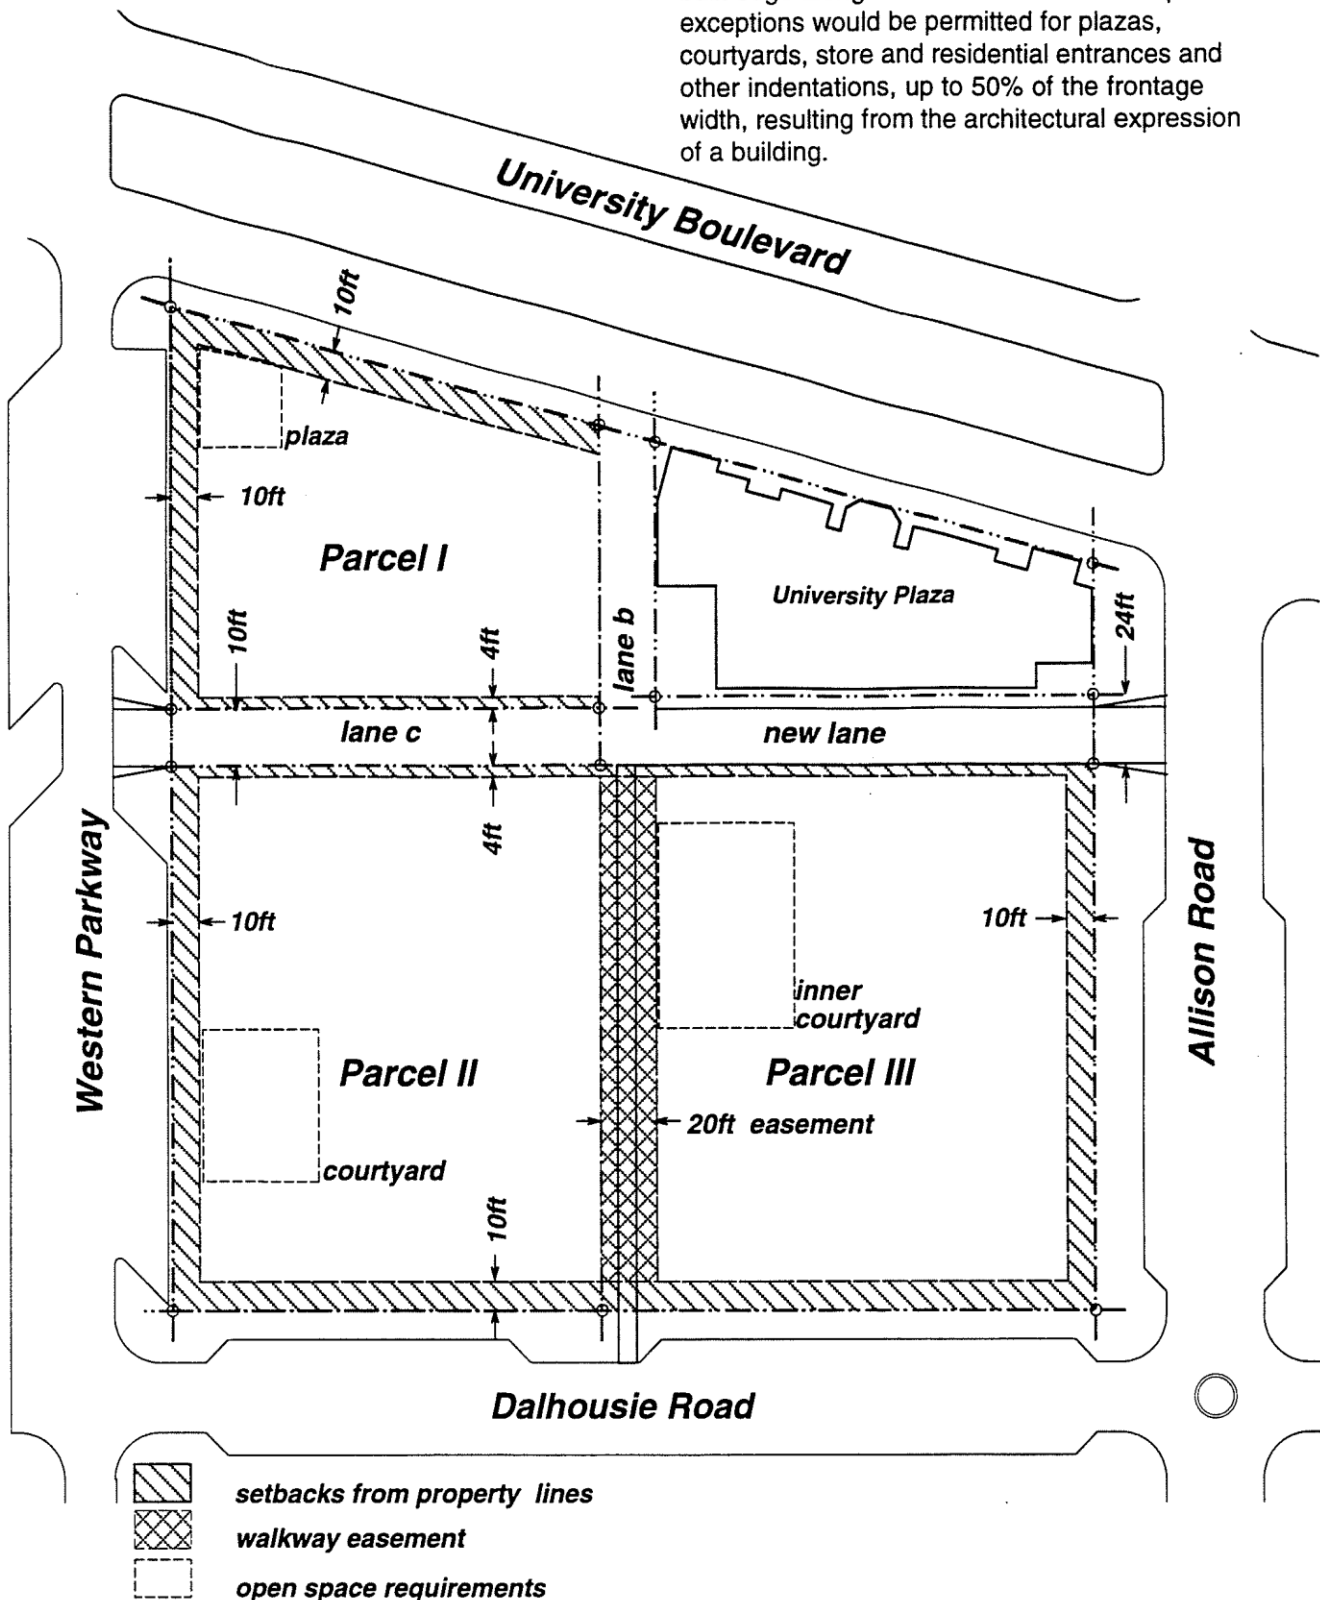 exceptions would be permitted for plazas,
courtyards, store and residential entrances and
other indentations, up to 50% of the frontage
width, resulting from the architectural expression
of a building.
University Boulevard
10ft
plaza
10ft
Parcel I
University Plaza
10ft
4ft
lane b
24ft
lane c
new lane
4ft
Western Parkway
Allison Road
10ft
10ft
inner
courtyard
Parcel II
Parcel III
20ft easement
courtyard
10ft
Dalhousie Road
setbacks from property lines
walkway easement
open space requirements